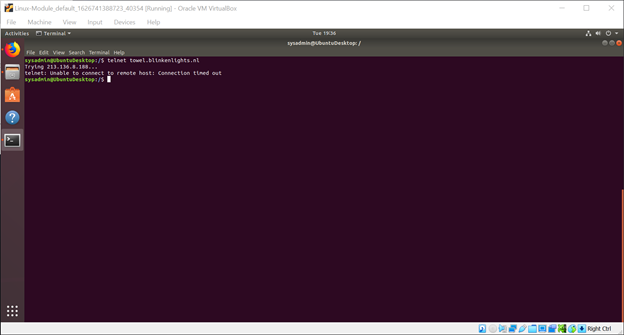 Linux-Module_default_1626741388723_40354 [Running] - Oracle VM VirtualBox
File Machine View Input Devices Help
Activities Terminal Tue 19:36
sysadmin@UbuntuDesktop: /
File Edit View Search Terminal Help
sysadmin@UbuntuDesktop:/$ telnet towel.blinkenlights.nl
Trying 213.136.8.188...
telnet: Unable to connect to remote host: Connection timed out
sysadmin@UbuntuDesktop:/$
Right Ctrl